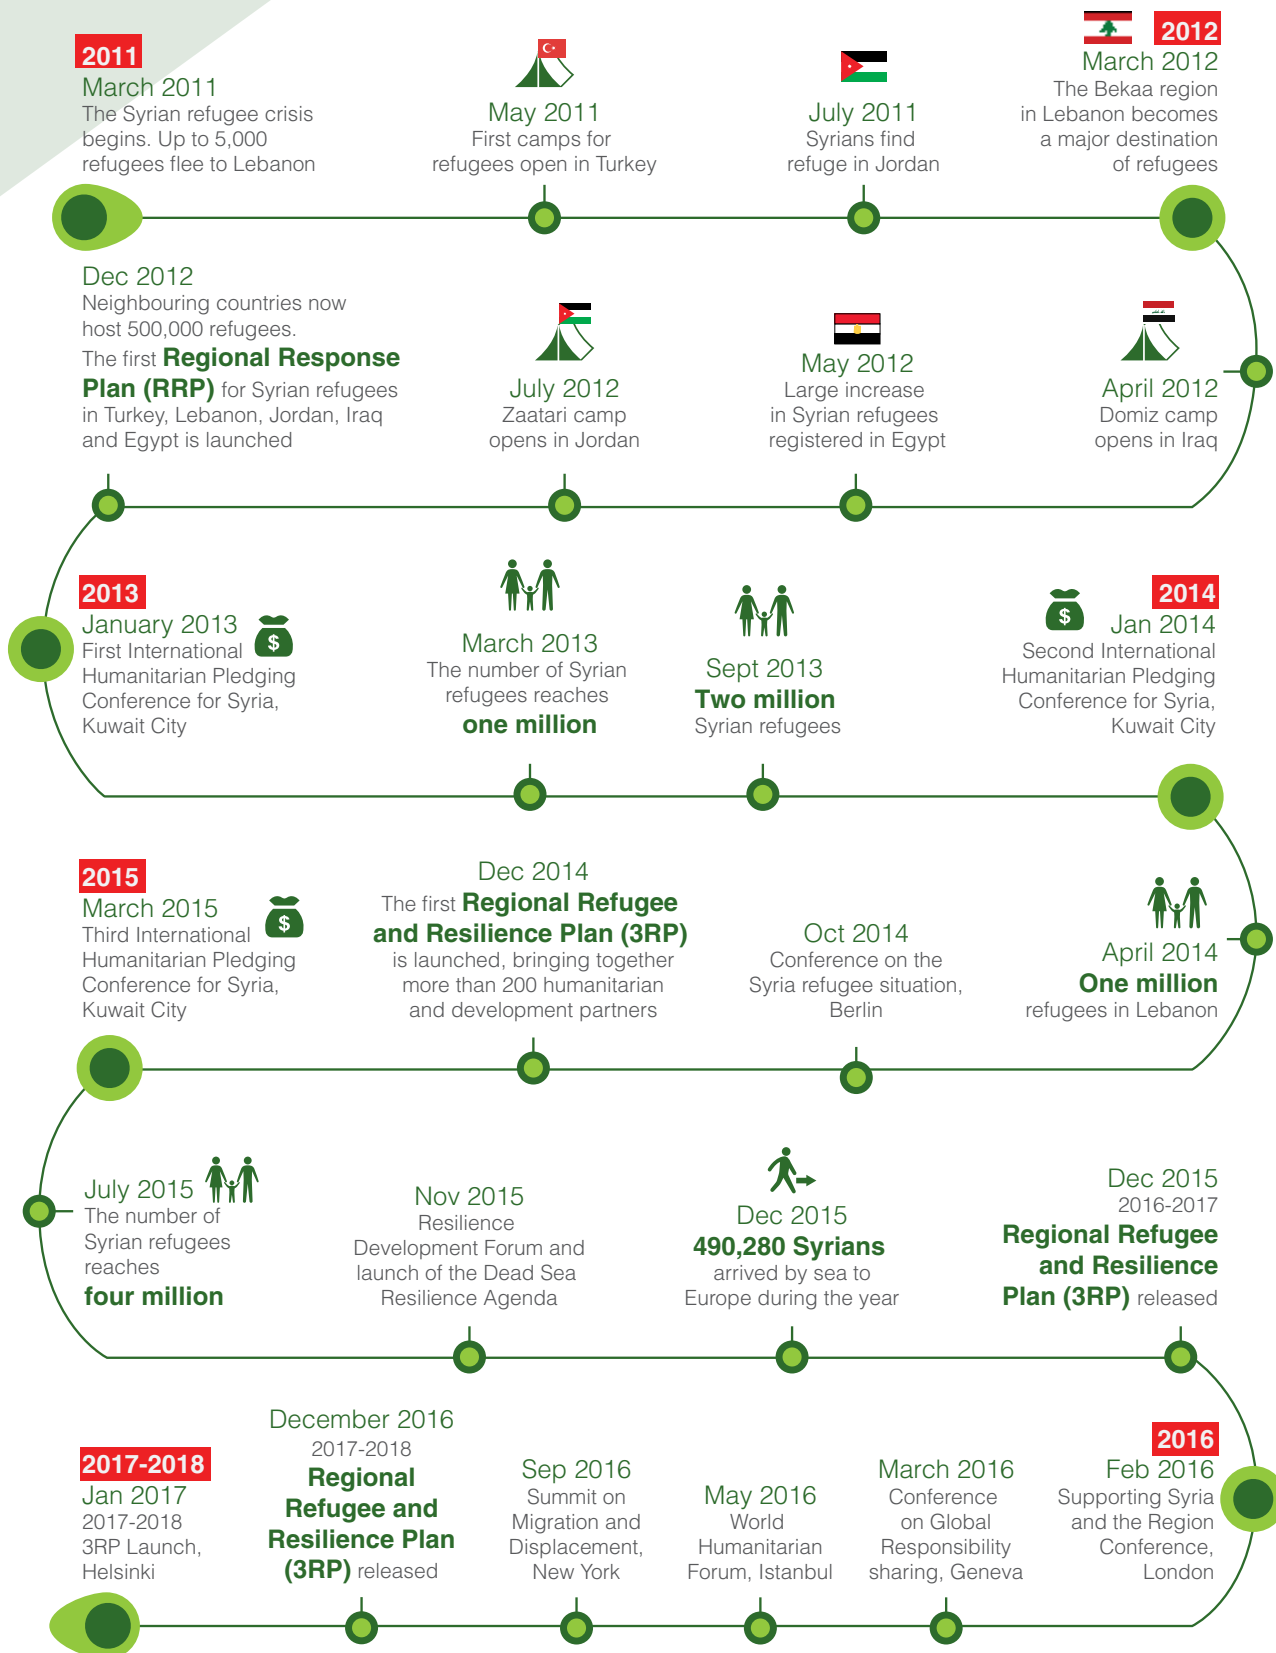 2011
March 2011
The Syrian refugee crisis
begins. Up to 5,000
refugees flee to Lebanon
May 2011
First camps for
refugees open in Turkey
July 2011
Syrians find
refuge in Jordan
2012
March 2012
The Bekaa region
in Lebanon becomes
a major destination
of refugees
April 2012
Domiz camp
opens in Iraq
May 2012
Large increase
in Syrian refugees
registered in Egypt
July 2012
Zaatari camp
opens in Jordan
Dec 2012
Neighbouring countries now
host 500,000 refugees.
The first Regional Response
Plan (RRP) for Syrian refugees
in Turkey, Lebanon, Jordan, Iraq
and Egypt is launched
2013
January 2013
First International
Humanitarian Pledging
Conference for Syria,
Kuwait City
$
March 2013
The number of Syrian
refugees reaches
one million
Sept 2013
Two million
Syrian refugees
2014
$
Jan 2014
Second International
Humanitarian Pledging
Conference for Syria,
Kuwait City
April 2014
One million
refugees in Lebanon
Oct 2014
Conference on the
Syria refugee situation,
Berlin
Dec 2014
The first Regional Refugee
and Resilience Plan (3RP)
is launched, bringing together
more than 200 humanitarian
and development partners
2015
March 2015
Third International
Humanitarian Pledging
Conference for Syria,
Kuwait City
$
July 2015
The number of
Syrian refugees
reaches
four million
Nov 2015
Resilience
Development Forum and
launch of the Dead Sea
Resilience Agenda
Dec 2015
490,280 Syrians
arrived by sea to
Europe during the year
Dec 2015
2016-2017
Regional Refugee
and Resilience
Plan (3RP) released
2016
Feb 2016
Supporting Syria
and the Region
Conference,
London
March 2016
Conference
on Global
Responsibility
sharing, Geneva
May 2016
World
Humanitarian
Forum, Istanbul
Sep 2016
Summit on
Migration and
Displacement,
New York
December 2016
2017-2018
Regional
Refugee and
Resilience Plan
(3RP) released
2017-2018
Jan 2017
2017-2018
3RP Launch,
Helsinki